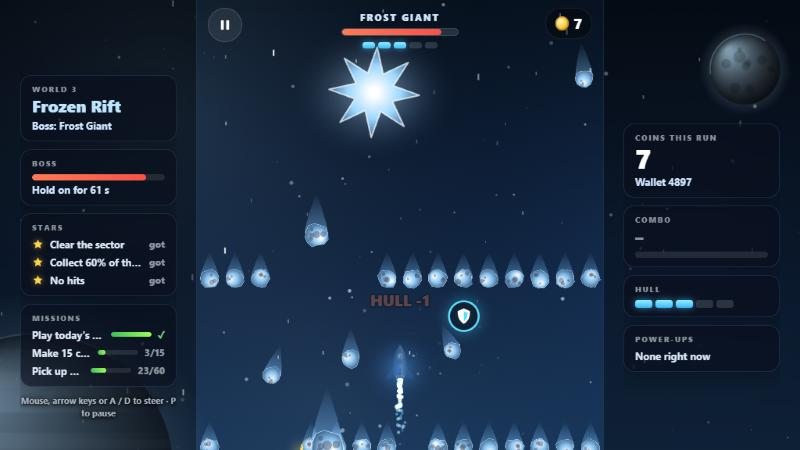 FROST GIANT
7
WORLD 3
Frozen Rift
Boss: Frost Giant
BOSS
Hold on for 61 s
STARS
Clear the sector got
Collect 60% of th... got
No hits got
MISSIONS
Play today's ...
Make 15 c... 3/15
Pick up ... 23/60
Mouse, arrow keys or A / D to steer · P
to pause
HULL -1
COINS THIS RUN
7
Wallet 4897
COMBO
–
HULL
POWER-UPS
None right now